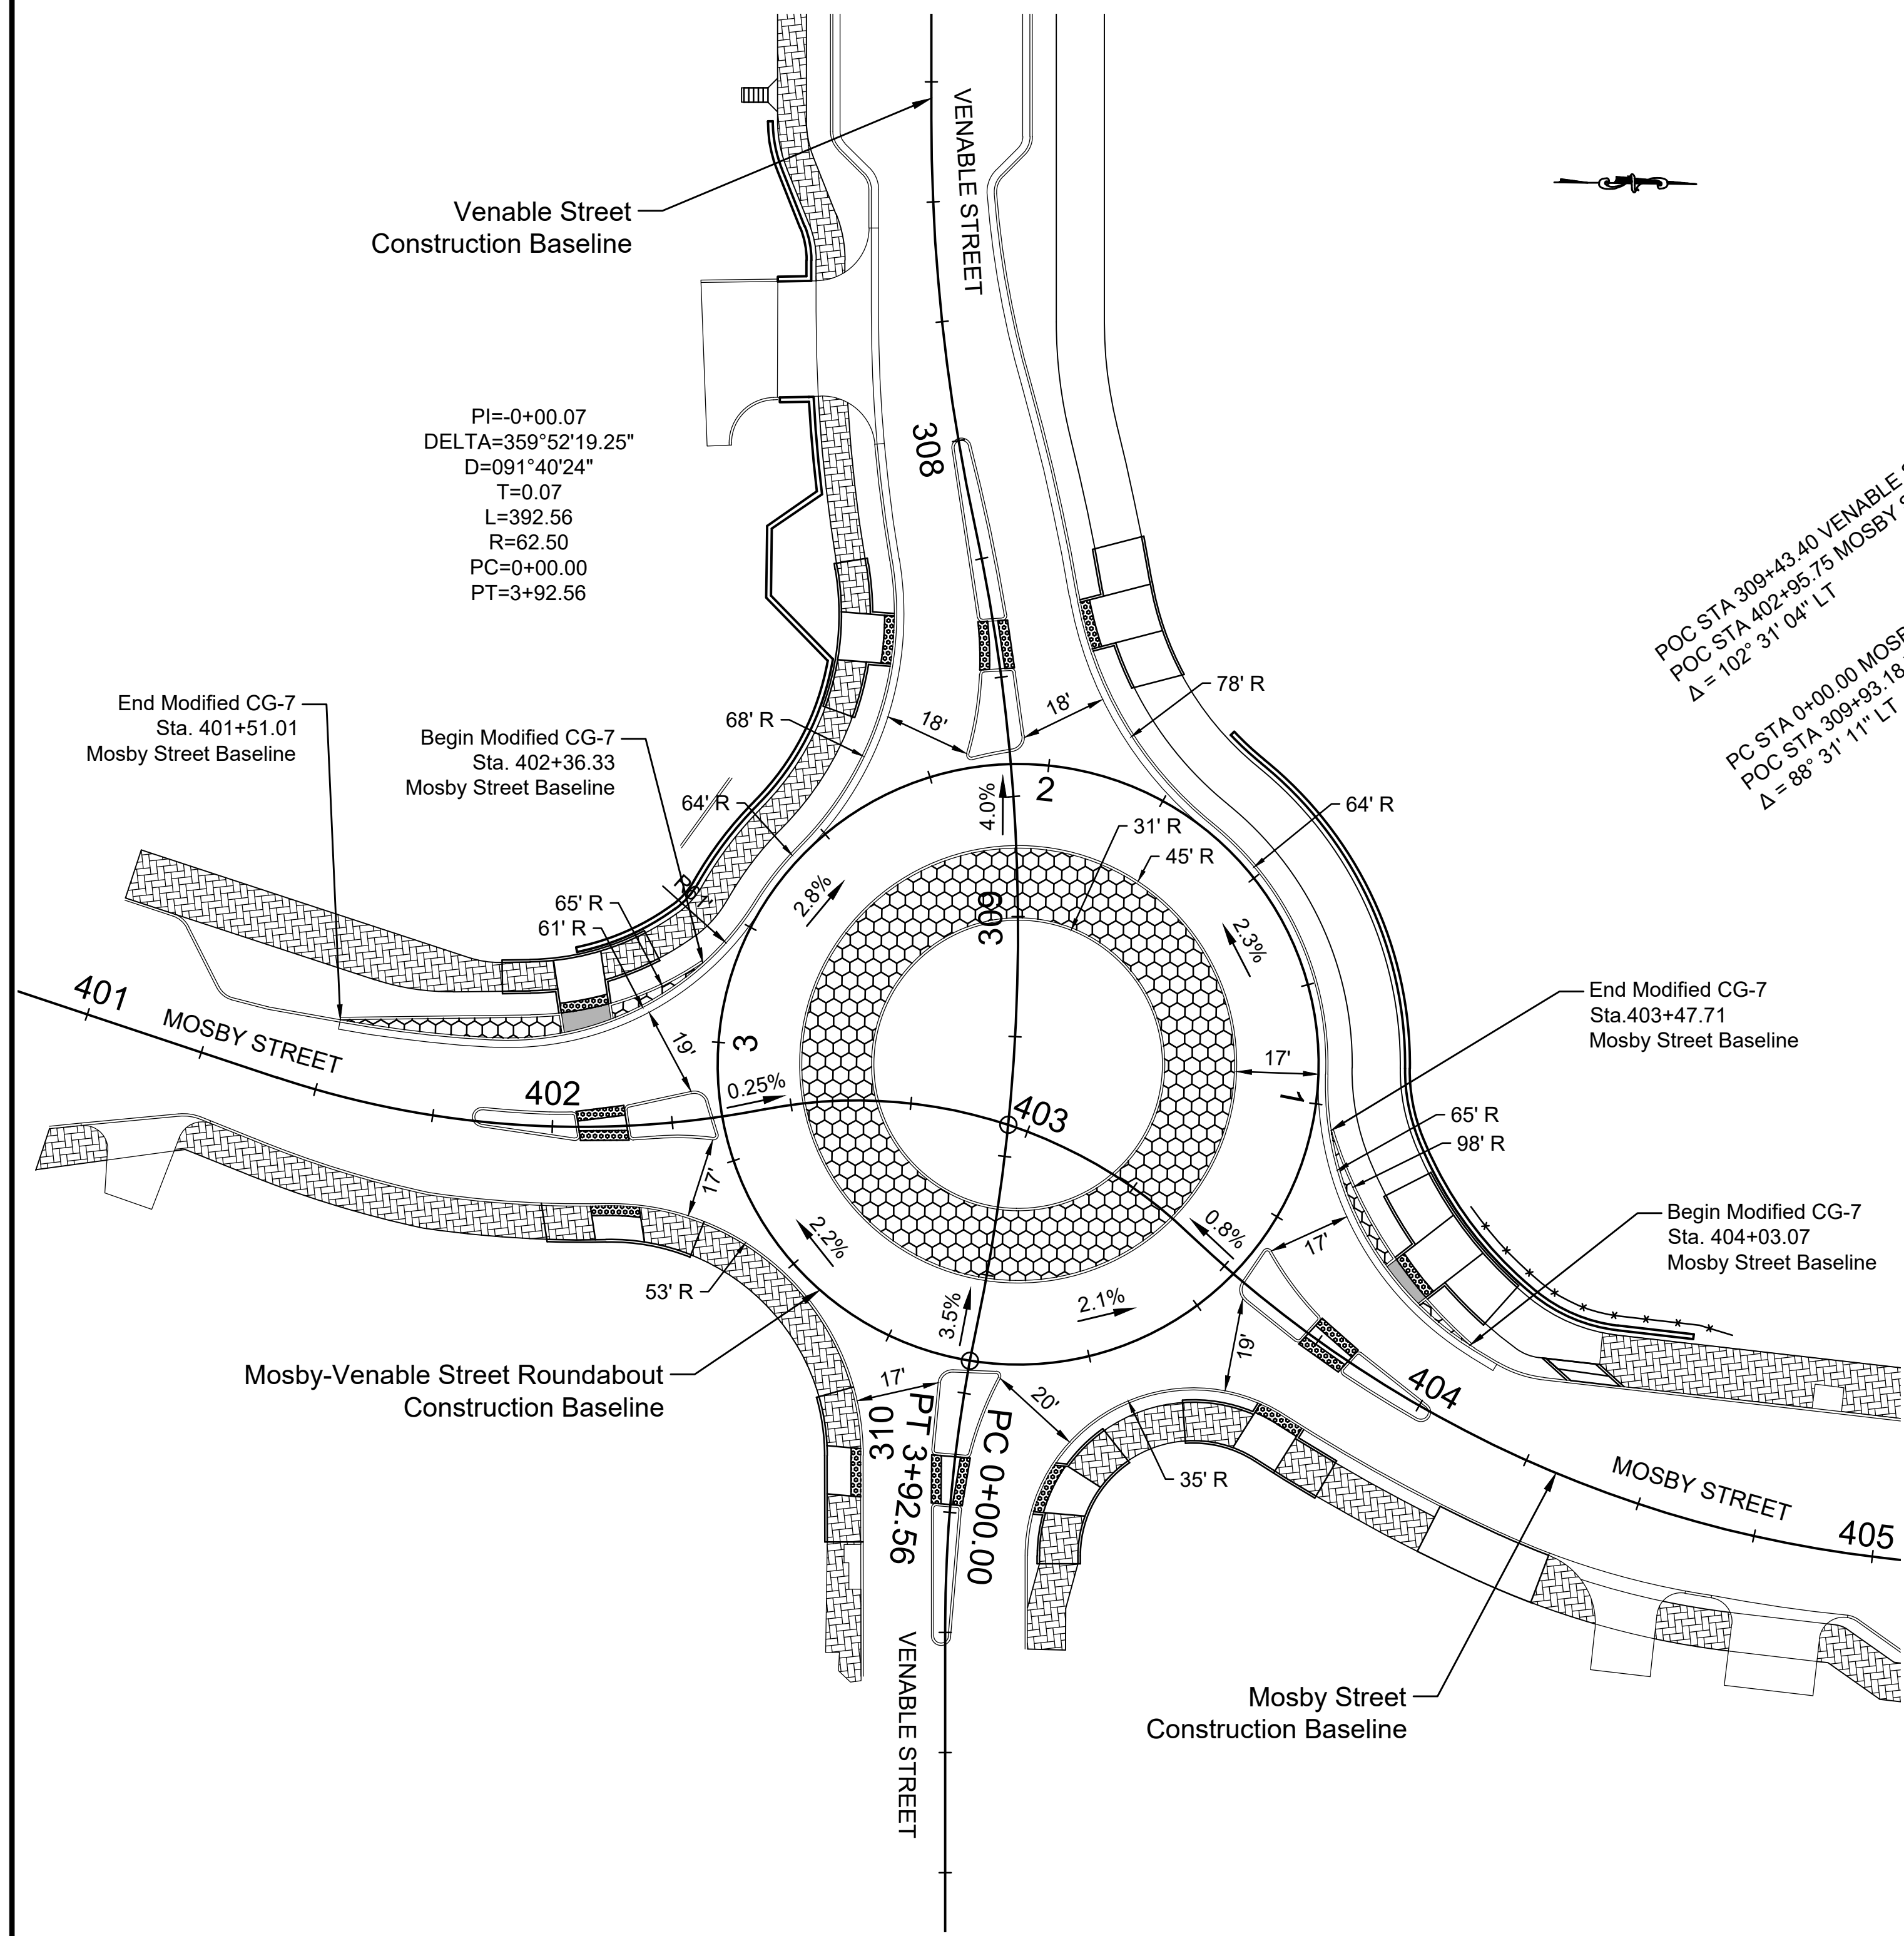 VENABLE STREET
Venable Street
Construction Baseline
308
PI=-0+00.07
DELTA=359°52'19.25"
D=091°40'24"
T=0.07
L=392.56
R=62.50
PC=0+00.00
PT=3+92.56
POC STA 309+43.40 VENABLE
POC STA 402+95.75 MOSBY
Δ = 102° 31' 04" LT
PC STA 0+00.00
POC STA 309+93.18
Δ = 88° 31' 11" LT
End Modified CG-7
Sta. 401+51.01
Mosby Street Baseline
Begin Modified CG-7
Sta. 402+36.33
Mosby Street Baseline
68' R
18'
18'
78' R
64' R
64' R
2
4.0%
31' R
45' R
309
2.8%
2.3%
65' R
61' R
19'
401
MOSBY STREET
402
3
0.25%
403
17'
1
End Modified CG-7
Sta.403+47.71
Mosby Street Baseline
65' R
98' R
Begin Modified CG-7
Sta. 404+03.07
Mosby Street Baseline
17'
53' R
2.2%
3.5%
2.1%
0.8%
17'
19'
Mosby-Venable Street Roundabout
Construction Baseline
17'
20'
310
PT 3+92.56
PC 0+00.00
35' R
404
MOSBY STREET
405
VENABLE STREET
Mosby Street
Construction Baseline